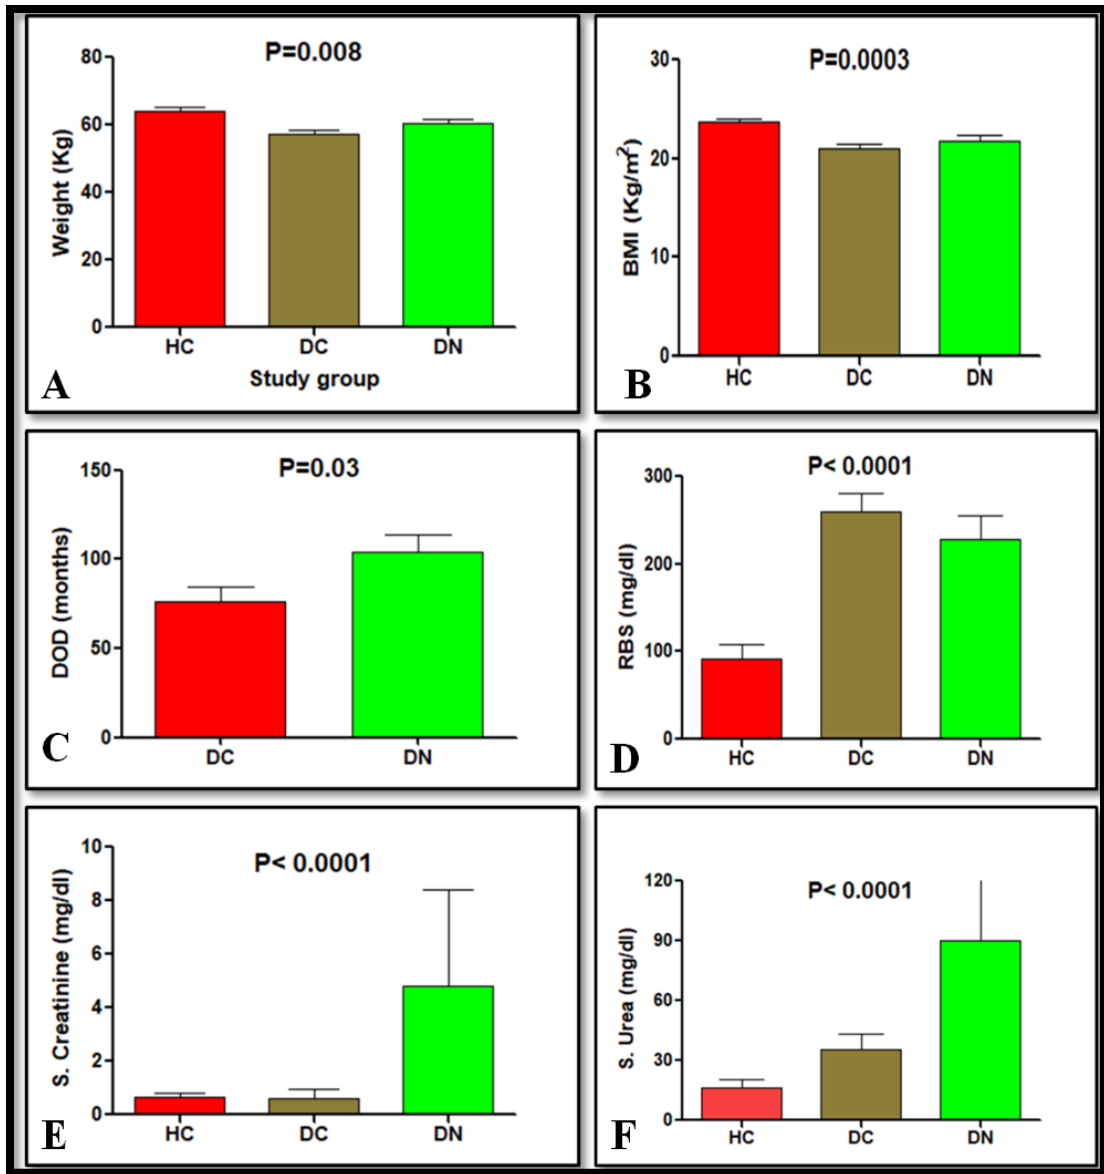 P=0.008
Weight (Kg)
80
60
40
20
0
HC DC DN
Study group
A
P=0.0003
BMI (Kg/m²)
30
20
10
0
HC DC DN
B
P=0.03
DOD (months)
150
100
50
0
DC DN
C
P< 0.0001
RBS (mg/dl)
300
200
100
0
HC DC DN
D
P< 0.0001
S. Creatinine (mg/dl)
10
8
6
4
2
0
HC DC DN
E
P< 0.0001
S. Urea (mg/dl)
120
90
60
30
0
HC DC DN
F